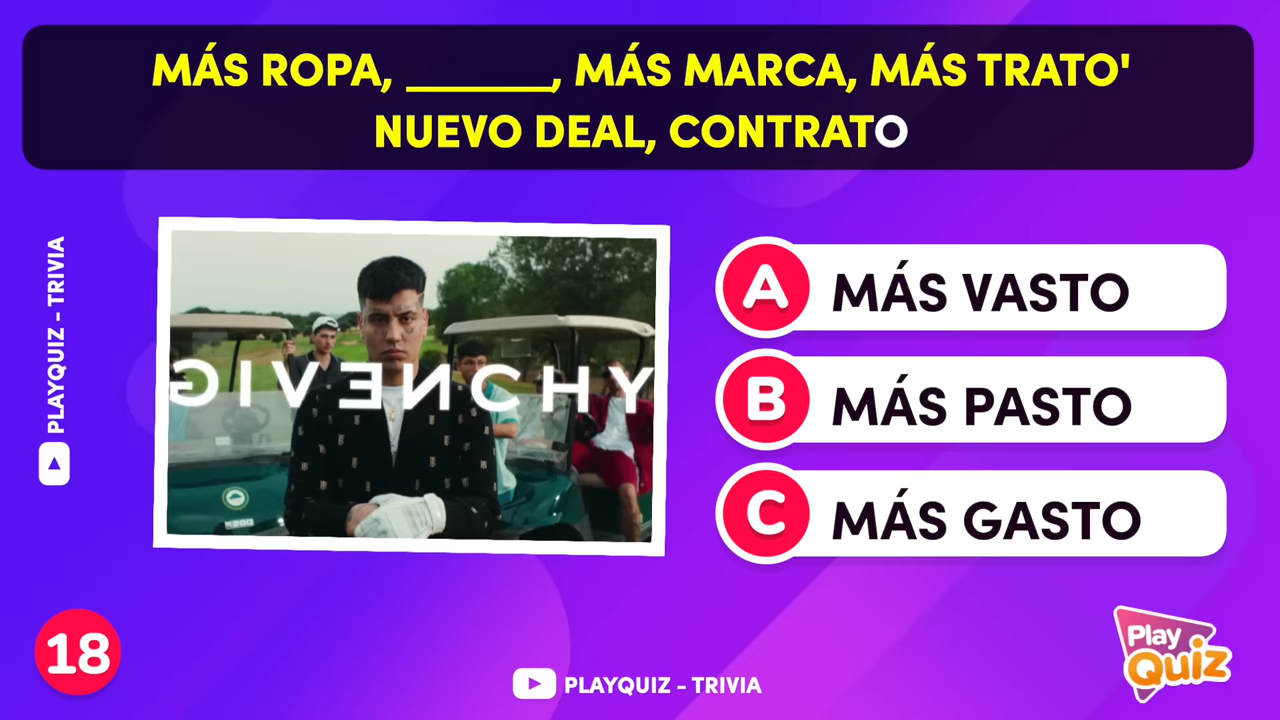 MÁS ROPA, ______, MÁS MARCA, MÁS TRATO'
NUEVO DEAL, CONTRATO
PLAYQUIZ - TRIVIA
GIVENCHY
A MÁS VASTO
B MÁS PASTO
C MÁS GASTO
18
PLAYQUIZ - TRIVIA
Play
Quiz